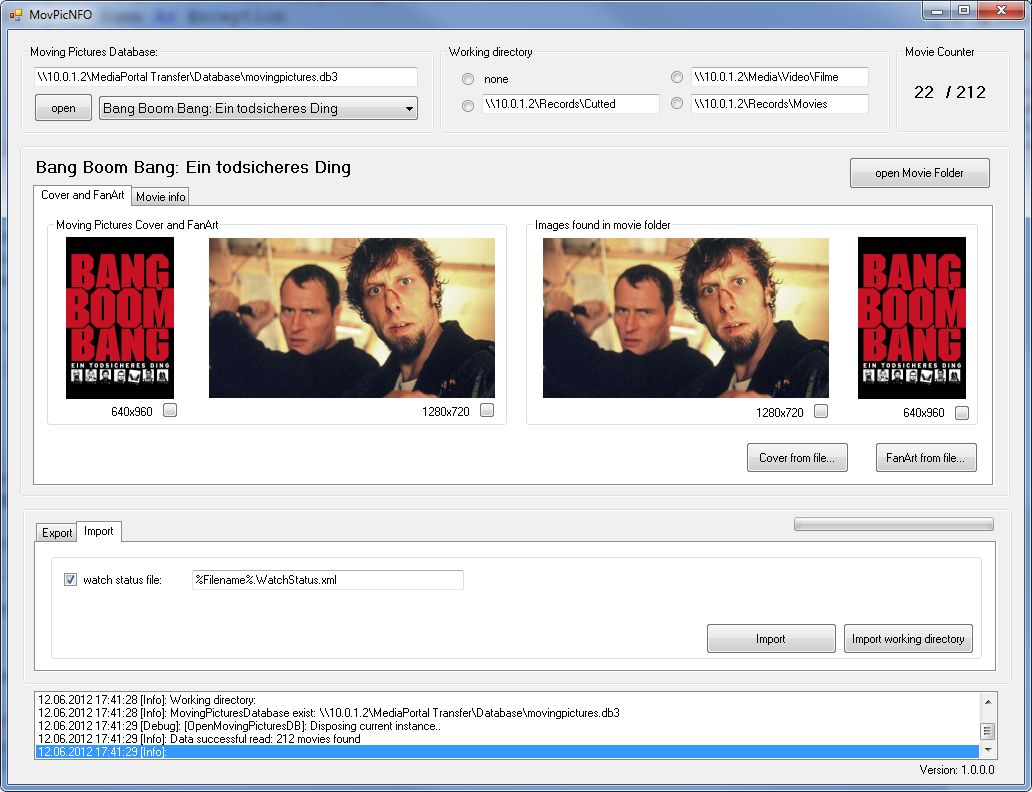 MovPicNFO
Moving Pictures Database:
\\10.0.1.2\MediaPortal Transfer\Database\movingpictures.db3
open
Bang Boom Bang: Ein todsicheres Ding
Working directory
none
\\10.0.1.2\Media\Video\Filme
\\10.0.1.2\Records\Cutted
\\10.0.1.2\Records\Movies
Movie Counter
22 / 212
Bang Boom Bang: Ein todsicheres Ding
open Movie Folder
Cover and FanArt
Movie info
Moving Pictures Cover and FanArt
BANG
BOOM
BANG
EIN TODSICHERES DING
640x960
1280x720
Images found in movie folder
1280x720
BANG
BOOM
BANG
EIN TODSICHERES DING
640x960
Cover from file...
FanArt from file...
Export
Import
watch status file:
%Filename%.WatchStatus.xml
Import
Import working directory
12.06.2012 17:41:28 [Info]: Working directory:
12.06.2012 17:41:28 [Info]: MovingPicturesDatabase exist: \\10.0.1.2\MediaPortal Transfer\Database\movingpictures.db3
12.06.2012 17:41:29 [Debug]: [OpenMovingPicturesDB]: Disposing current instance..
12.06.2012 17:41:29 [Info]: Data successful read: 212 movies found
12.06.2012 17:41:29 [Info]:
Version: 1.0.0.0